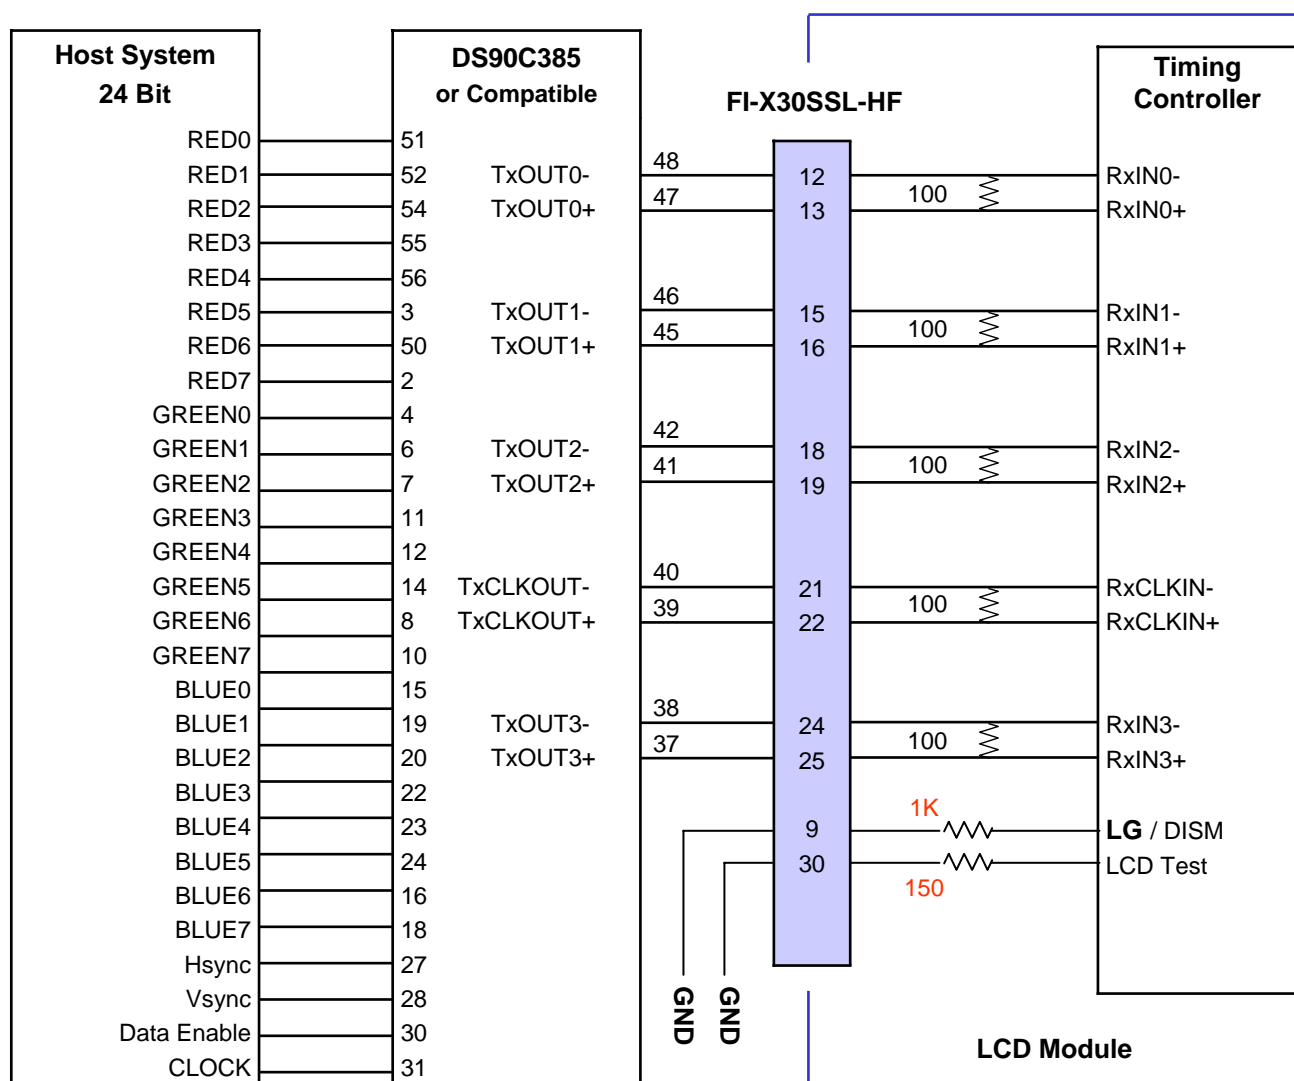 Host System
24 Bit
DS90C385
or Compatible
FI-X30SSL-HF
Timing
Controller
RED0 51
RED1 52 TxOUT0- 48 12 RxIN0-
100
RED2 54 TxOUT0+ 47 13 RxIN0+
RED3 55
RED4 56
RED5 3 TxOUT1- 46 15 RxIN1-
100
RED6 50 TxOUT1+ 45 16 RxIN1+
RED7 2
GREEN0 4
GREEN1 6 TxOUT2- 42 18 RxIN2-
100
GREEN2 7 TxOUT2+ 41 19 RxIN2+
GREEN3 11
GREEN4 12
GREEN5 14 TxCLKOUT- 40 21 RxCLKIN-
100
GREEN6 8 TxCLKOUT+ 39 22 RxCLKIN+
GREEN7 10
BLUE0 15
BLUE1 19 TxOUT3- 38 24 RxIN3-
100
BLUE2 20 TxOUT3+ 37 25 RxIN3+
BLUE3 22
1K
BLUE4 23 9 LG / DISM
BLUE5 24 30 LCD Test
150
BLUE6 16
BLUE7 18
Hsync 27
Vsync 28
Data Enable 30
CLOCK 31
GND
GND
LCD Module